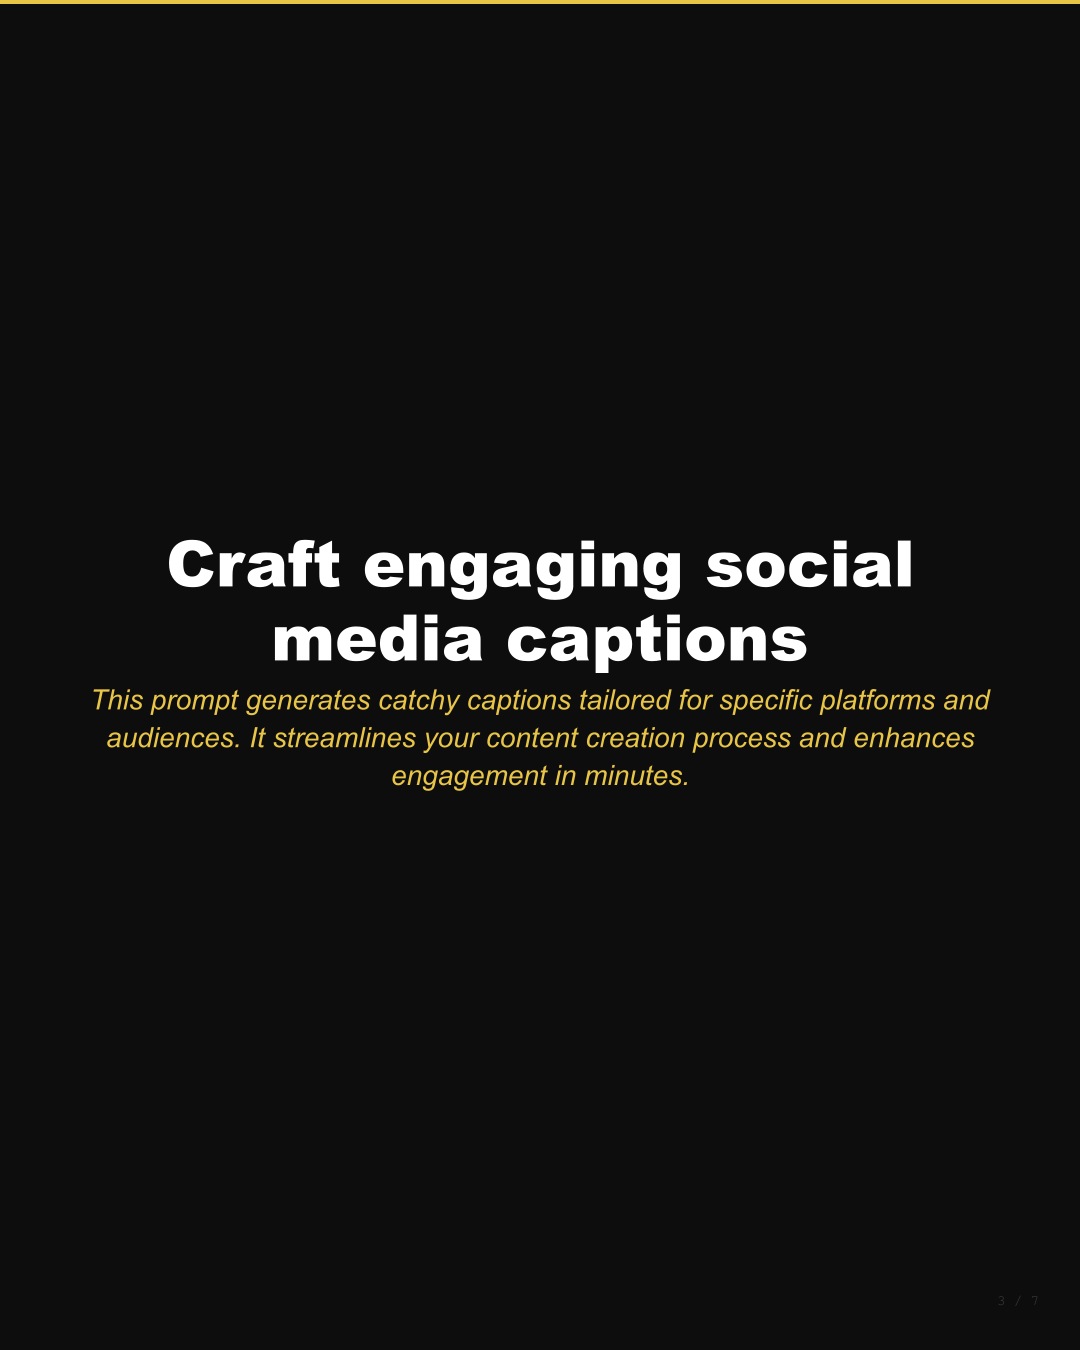 Craft engaging social
media captions
This prompt generates catchy captions tailored for specific platforms and
audiences. It streamlines your content creation process and enhances
engagement in minutes.
3 / 7